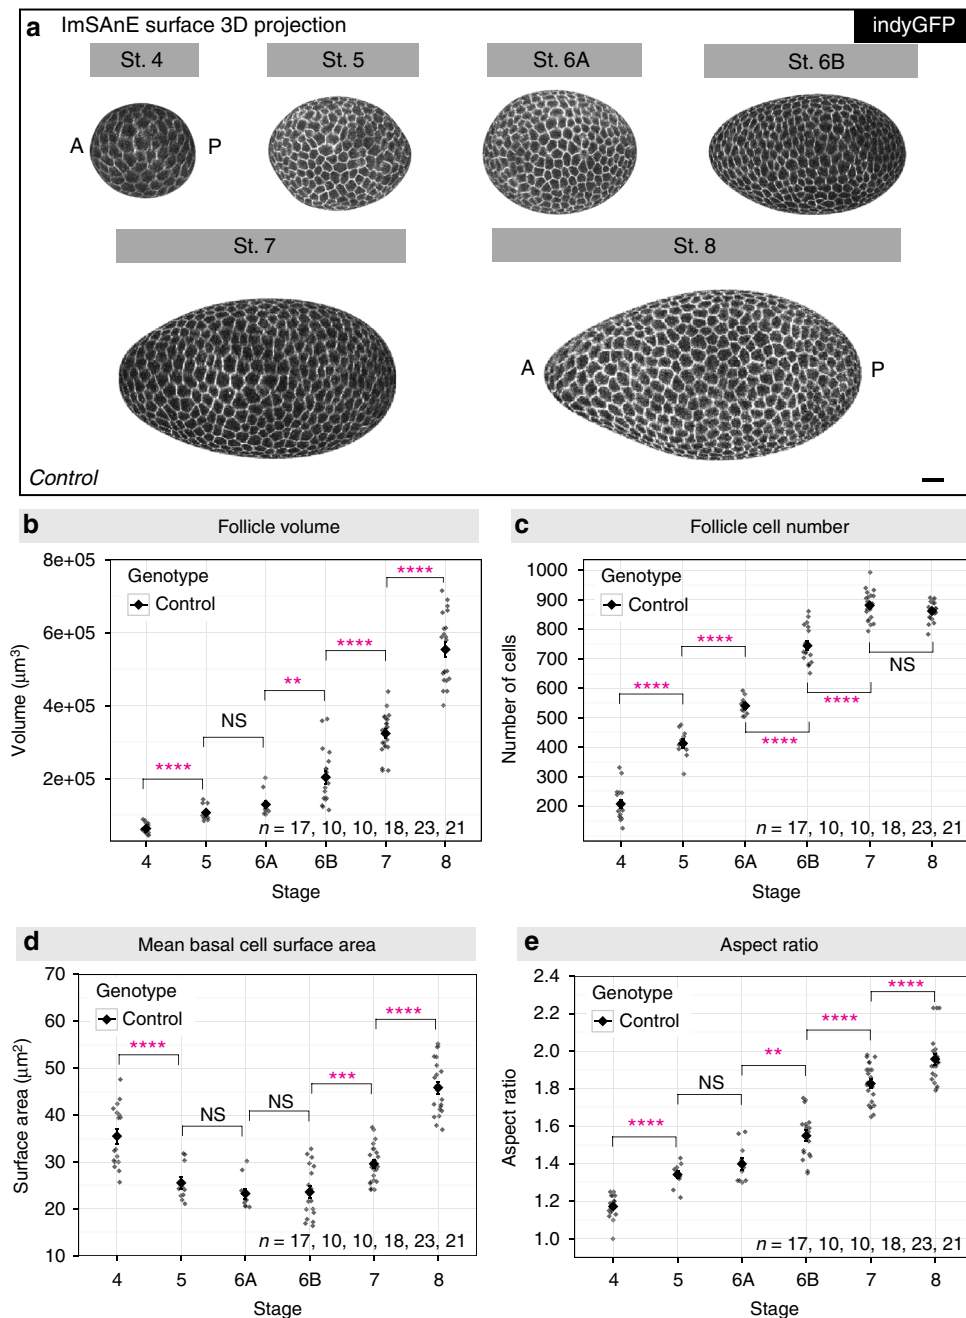 a ImSAnE surface 3D projection
indyGFP
St. 4
St. 5
St. 6A
St. 6B
A
P
St. 7
St. 8
A
P
Control
b Follicle volume
8e+05
6e+05
4e+05
2e+05
Volume (μm³)
Genotype
Control
****
NS
**
****
****
n = 17, 10, 10, 18, 23, 21
4 5 6A 6B 7 8
Stage
c Follicle cell number
1000
900
800
700
600
500
400
300
200
Number of cells
Genotype
Control
****
****
****
****
NS
n = 17, 10, 10, 18, 23, 21
4 5 6A 6B 7 8
Stage
d Mean basal cell surface area
70
60
50
40
30
20
10
Surface area (μm²)
Genotype
Control
****
NS
NS
***
****
n = 17, 10, 10, 18, 23, 21
4 5 6A 6B 7 8
Stage
e Aspect ratio
2.4
2.2
2.0
1.8
1.6
1.4
1.2
1.0
Aspect ratio
Genotype
Control
****
NS
**
****
****
n = 17, 10, 10, 18, 23, 21
4 5 6A 6B 7 8
Stage